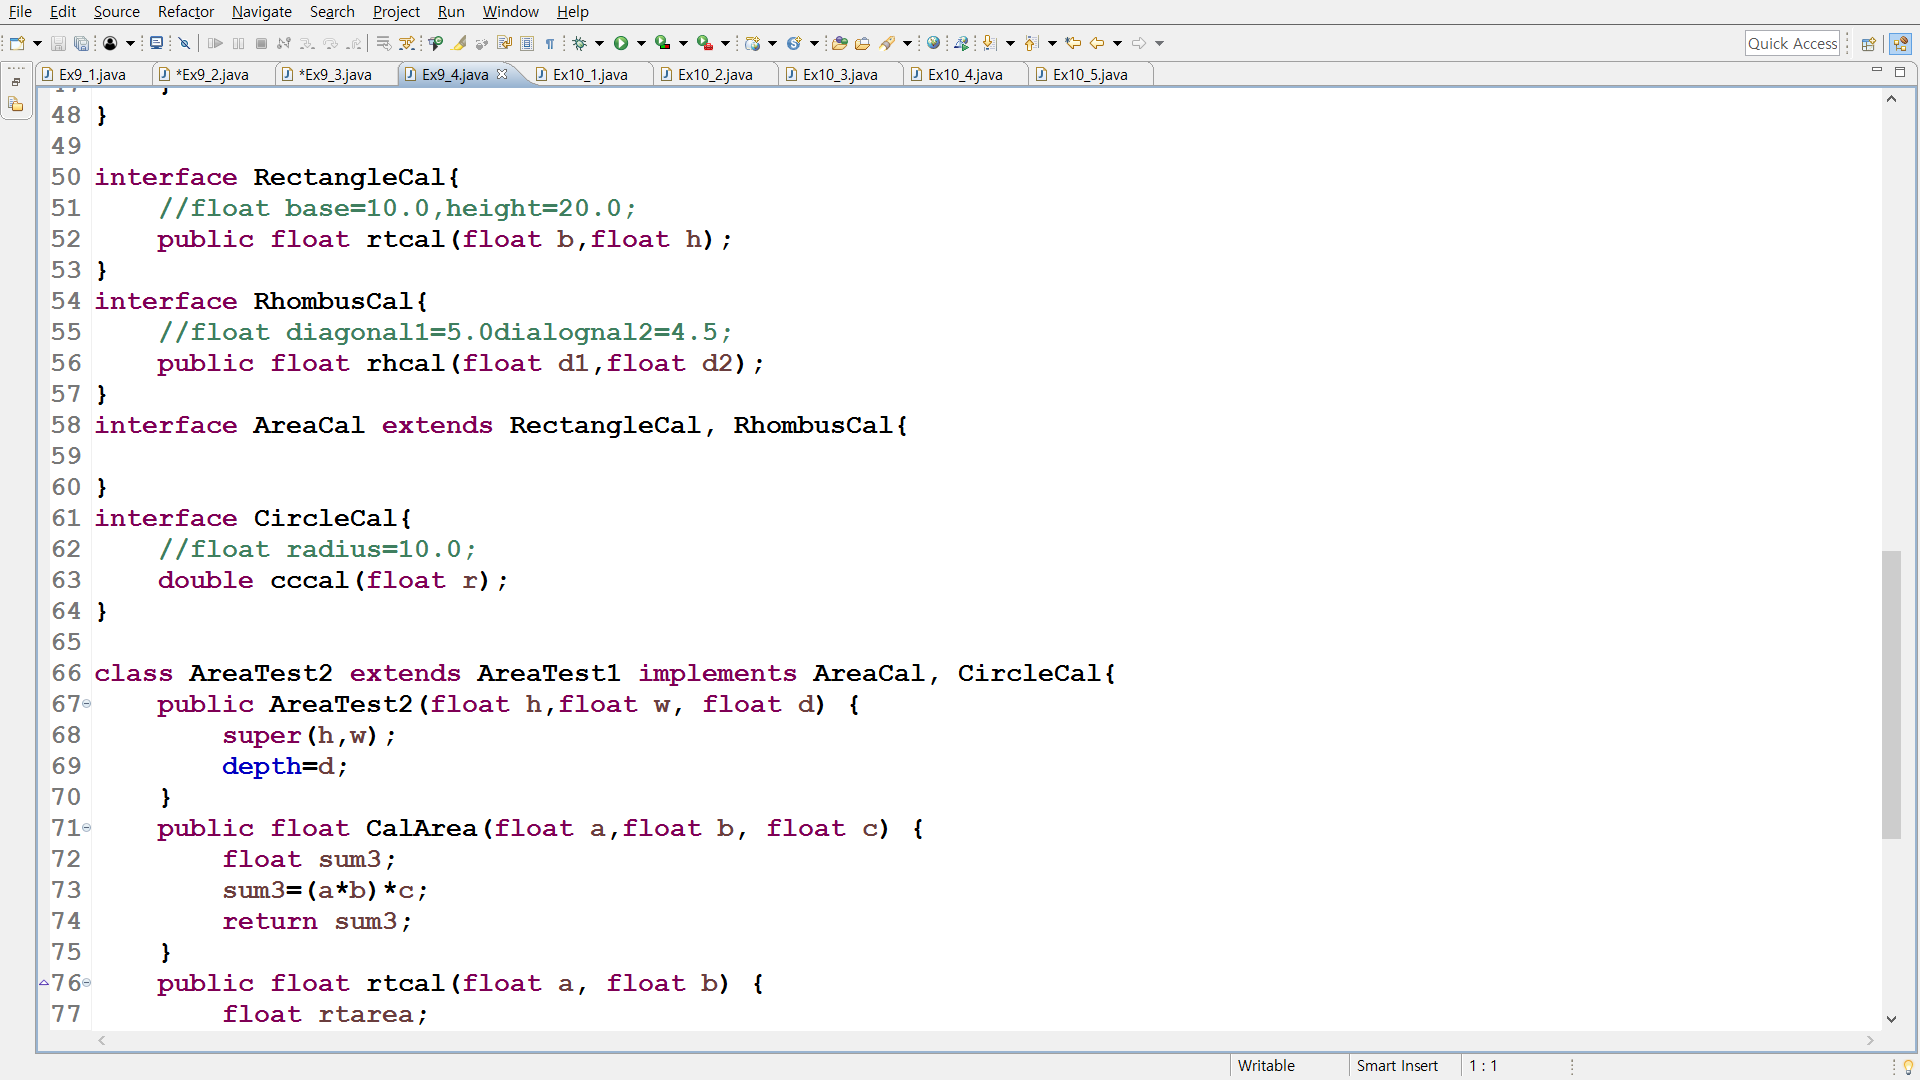 File Edit Source Refactor Navigate Search Project Run Window Help
Quick Access
Ex9_1.java *Ex9_2.java *Ex9_3.java Ex9_4.java Ex10_1.java Ex10_2.java Ex10_3.java Ex10_4.java Ex10_5.java
48 }
49
50 interface RectangleCal{
51 //float base=10.0,height=20.0;
52 public float rtcal(float b,float h);
53 }
54 interface RhombusCal{
55 //float diagonal1=5.0dialognal2=4.5;
56 public float rhcal(float d1,float d2);
57 }
58 interface AreaCal extends RectangleCal, RhombusCal{
59
60 }
61 interface CircleCal{
62 //float radius=10.0;
63 double cccal(float r);
64 }
65
66 class AreaTest2 extends AreaTest1 implements AreaCal, CircleCal{
67 public AreaTest2(float h,float w, float d) {
68 super(h,w);
69 depth=d;
70 }
71 public float CalArea(float a,float b, float c) {
72 float sum3;
73 sum3=(a*b)*c;
74 return sum3;
75 }
76 public float rtcal(float a, float b) {
77 float rtarea;
Writable Smart Insert 1 : 1